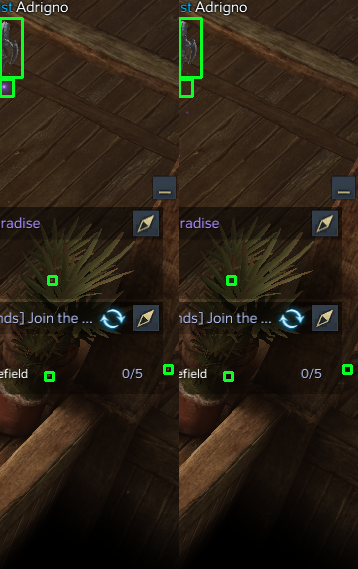 st Adrigno
st Adrigno
radise
radise
nds] Join the ...
nds] Join the ...
efield 0/5
efield 0/5